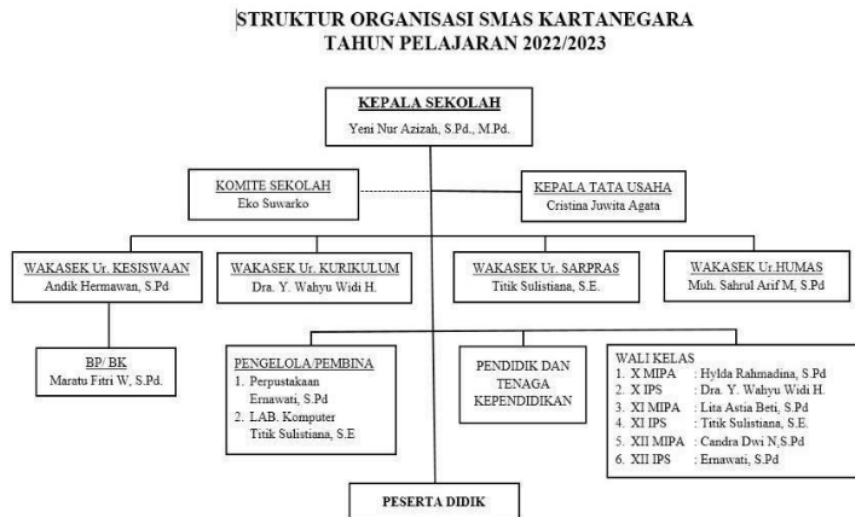 STRUKTUR ORGANISASI SMAS KARTANEGARA
TAHUN PELAJARAN 2022/2023
KEPALA SEKOLAH
Yeni Nur Azizah, S.Pd., M.Pd.
KOMITE SEKOLAH
Eko Suwarko
KEPALA TATA USAHA
Cristina Juwita Agata
WAKASEK Ur. KESISWAAN
Andik Hermawan, S.Pd
WAKASEK Ur. KURIKULUM
Dra. Y. Wahyu Widi H.
WAKASEK Ur. SARPRAS
Titik Sulistiana, S.E.
WAKASEK Ur.HUMAS
Muh. Sahrul Arif M, S.Pd
BP/ BK
Maratu Fitri W, S.Pd.
PENGELOLA/PEMBINA
1. Perpustakaan
Ernawati, S.Pd
2. LAB. Komputer
Titik Sulistiana, S.E
PENDIDIK DAN
TENAGA
KEPENDIDIKAN
WALI KELAS
1. X MIPA : Hylda Rahmadina, S.Pd
2. X IPS : Dra. Y. Wahyu Widi H.
3. XI MIPA : Lita Astia Beti, S.Pd
4. XI IPS : Titik Sulistiana, S.E.
5. XII MIPA : Candra Dwi N,S.Pd
6. XII IPS : Ernawati, S.Pd
PESERTA DIDIK